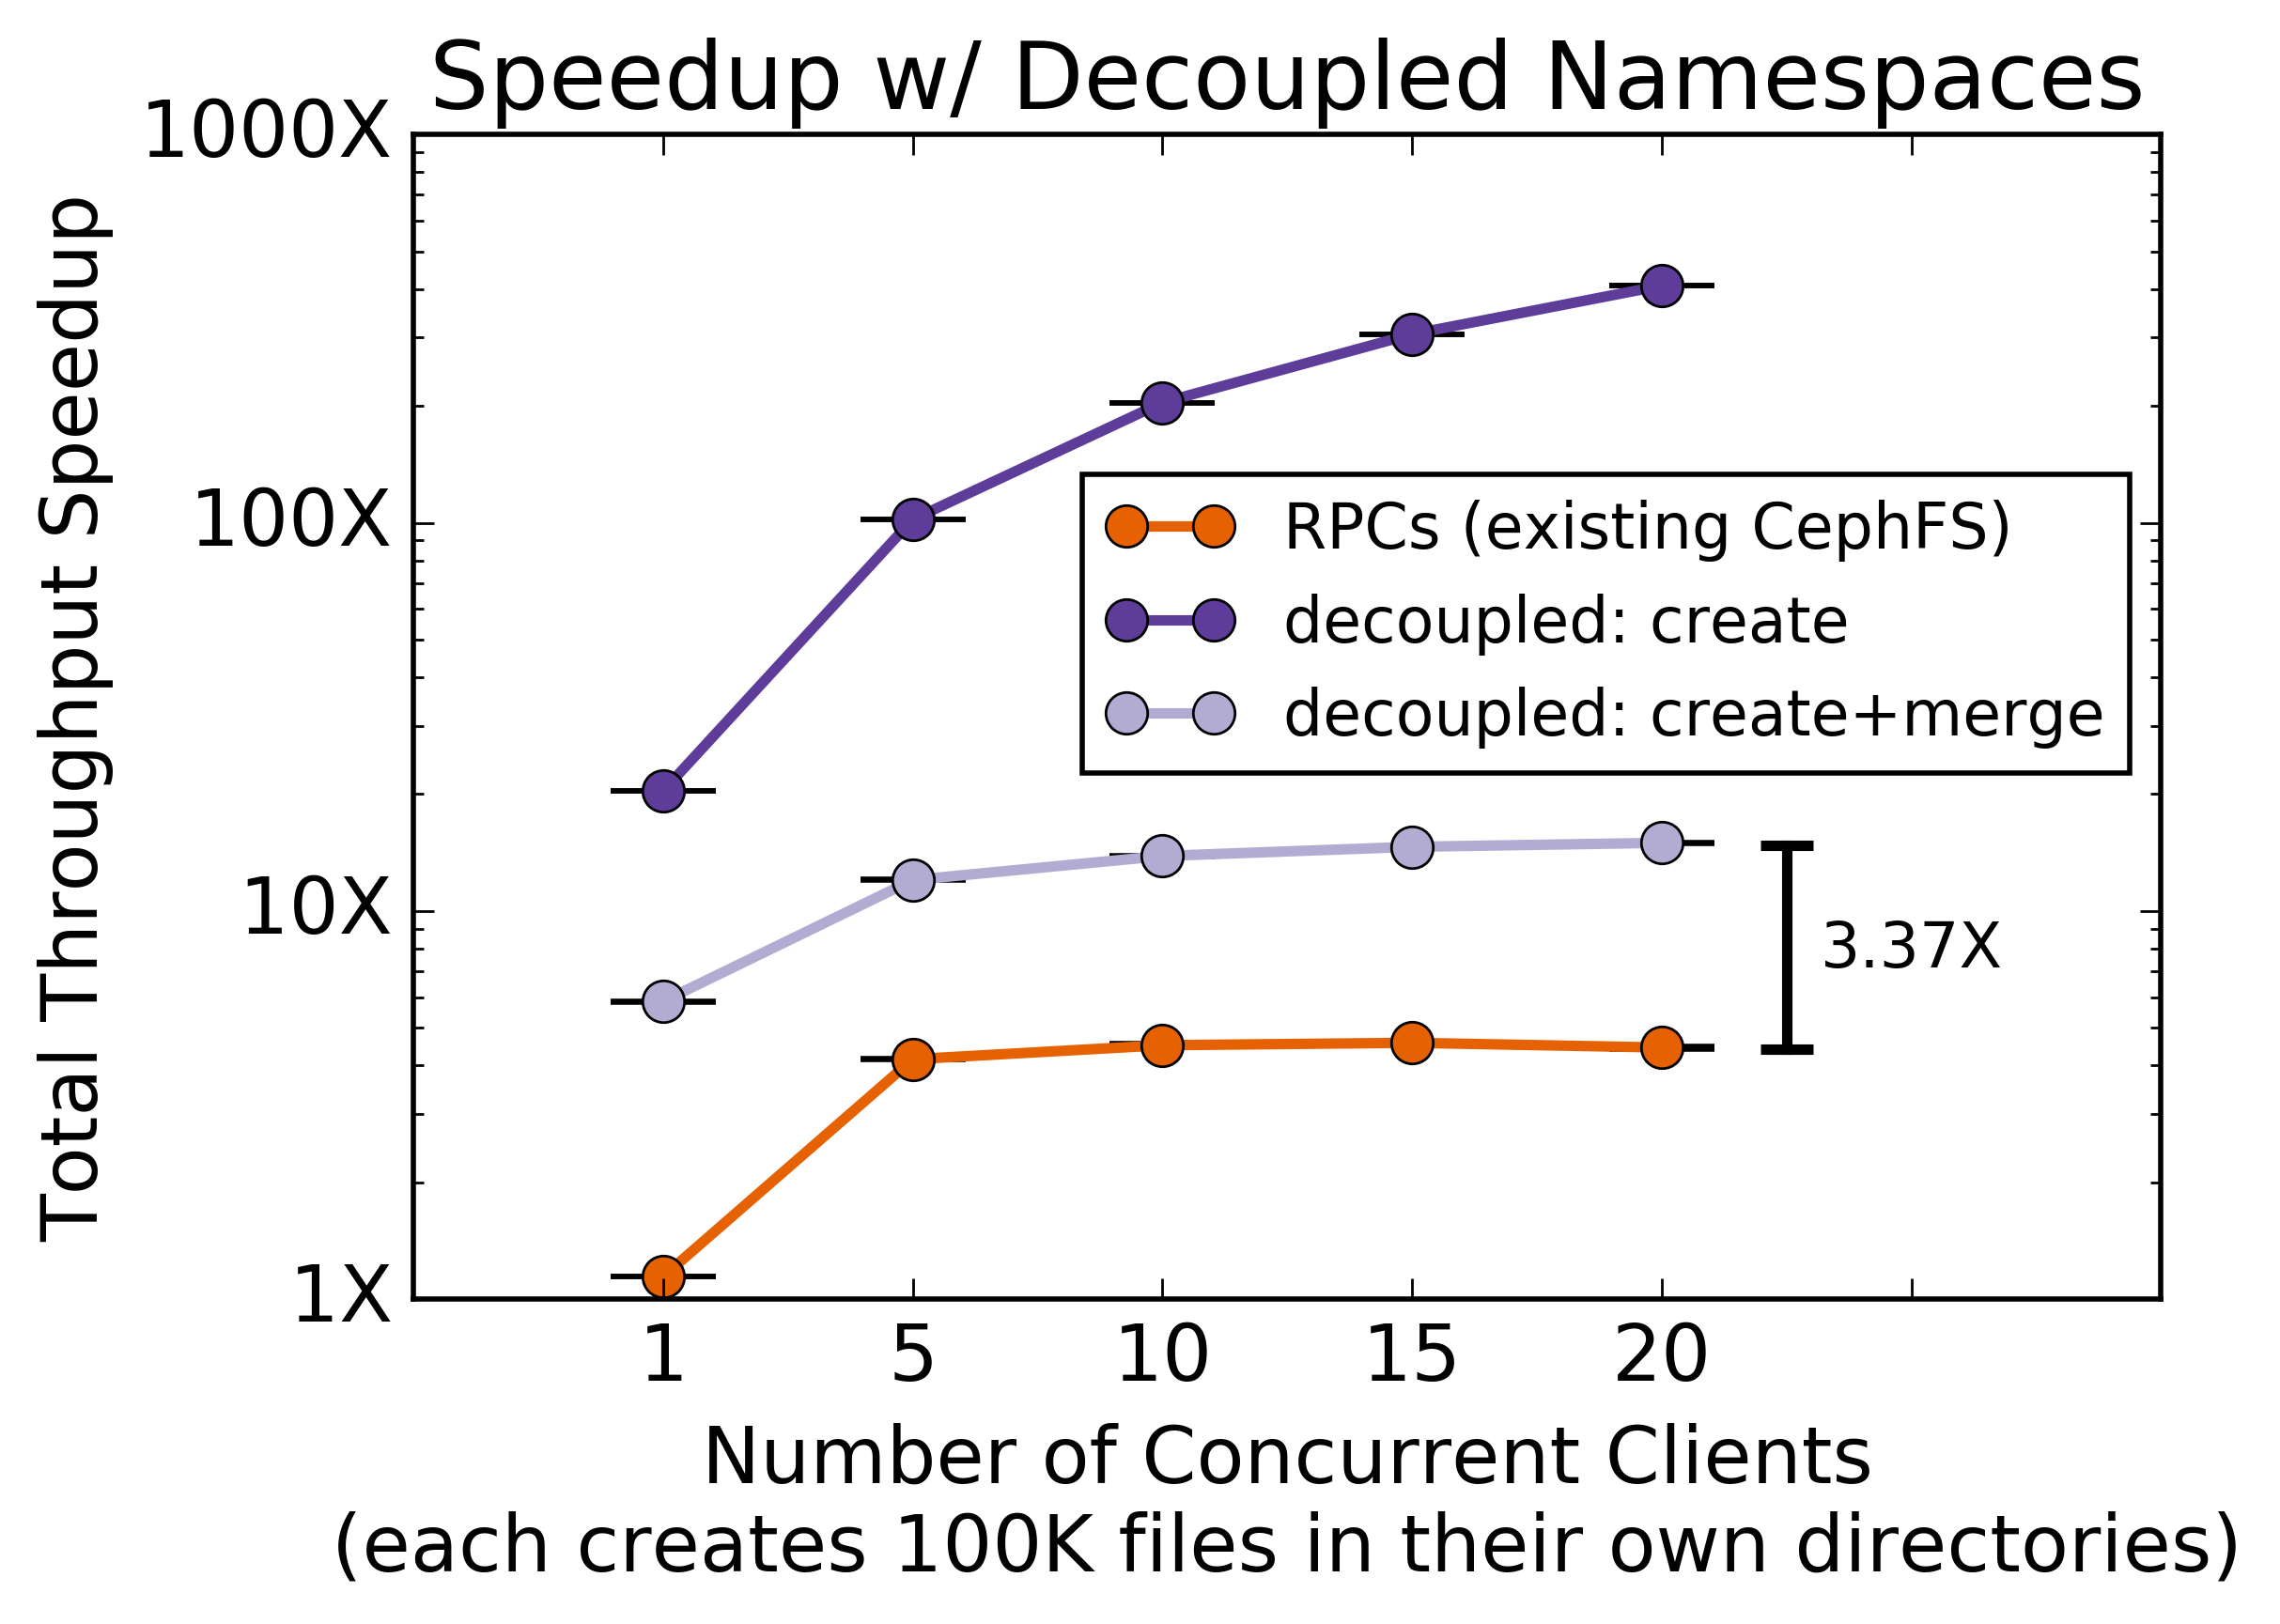 Speedup w/ Decoupled Namespaces
Total Throughput Speedup
1000X
100X
10X
1X
RPCs (existing CephFS)
decoupled: create
decoupled: create+merge
3.37X
1 5 10 15 20
Number of Concurrent Clients
(each creates 100K files in their own directories)